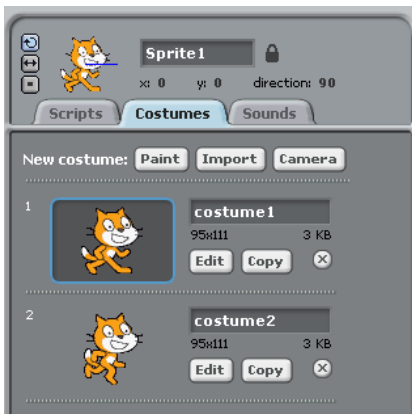 Sprite1
x: 0 y: 0 direction: 90
Scripts Costumes Sounds
New costume: Paint Import Camera
1
costume1
95x111 3 KB
Edit Copy
2
costume2
95x111 3 KB
Edit Copy